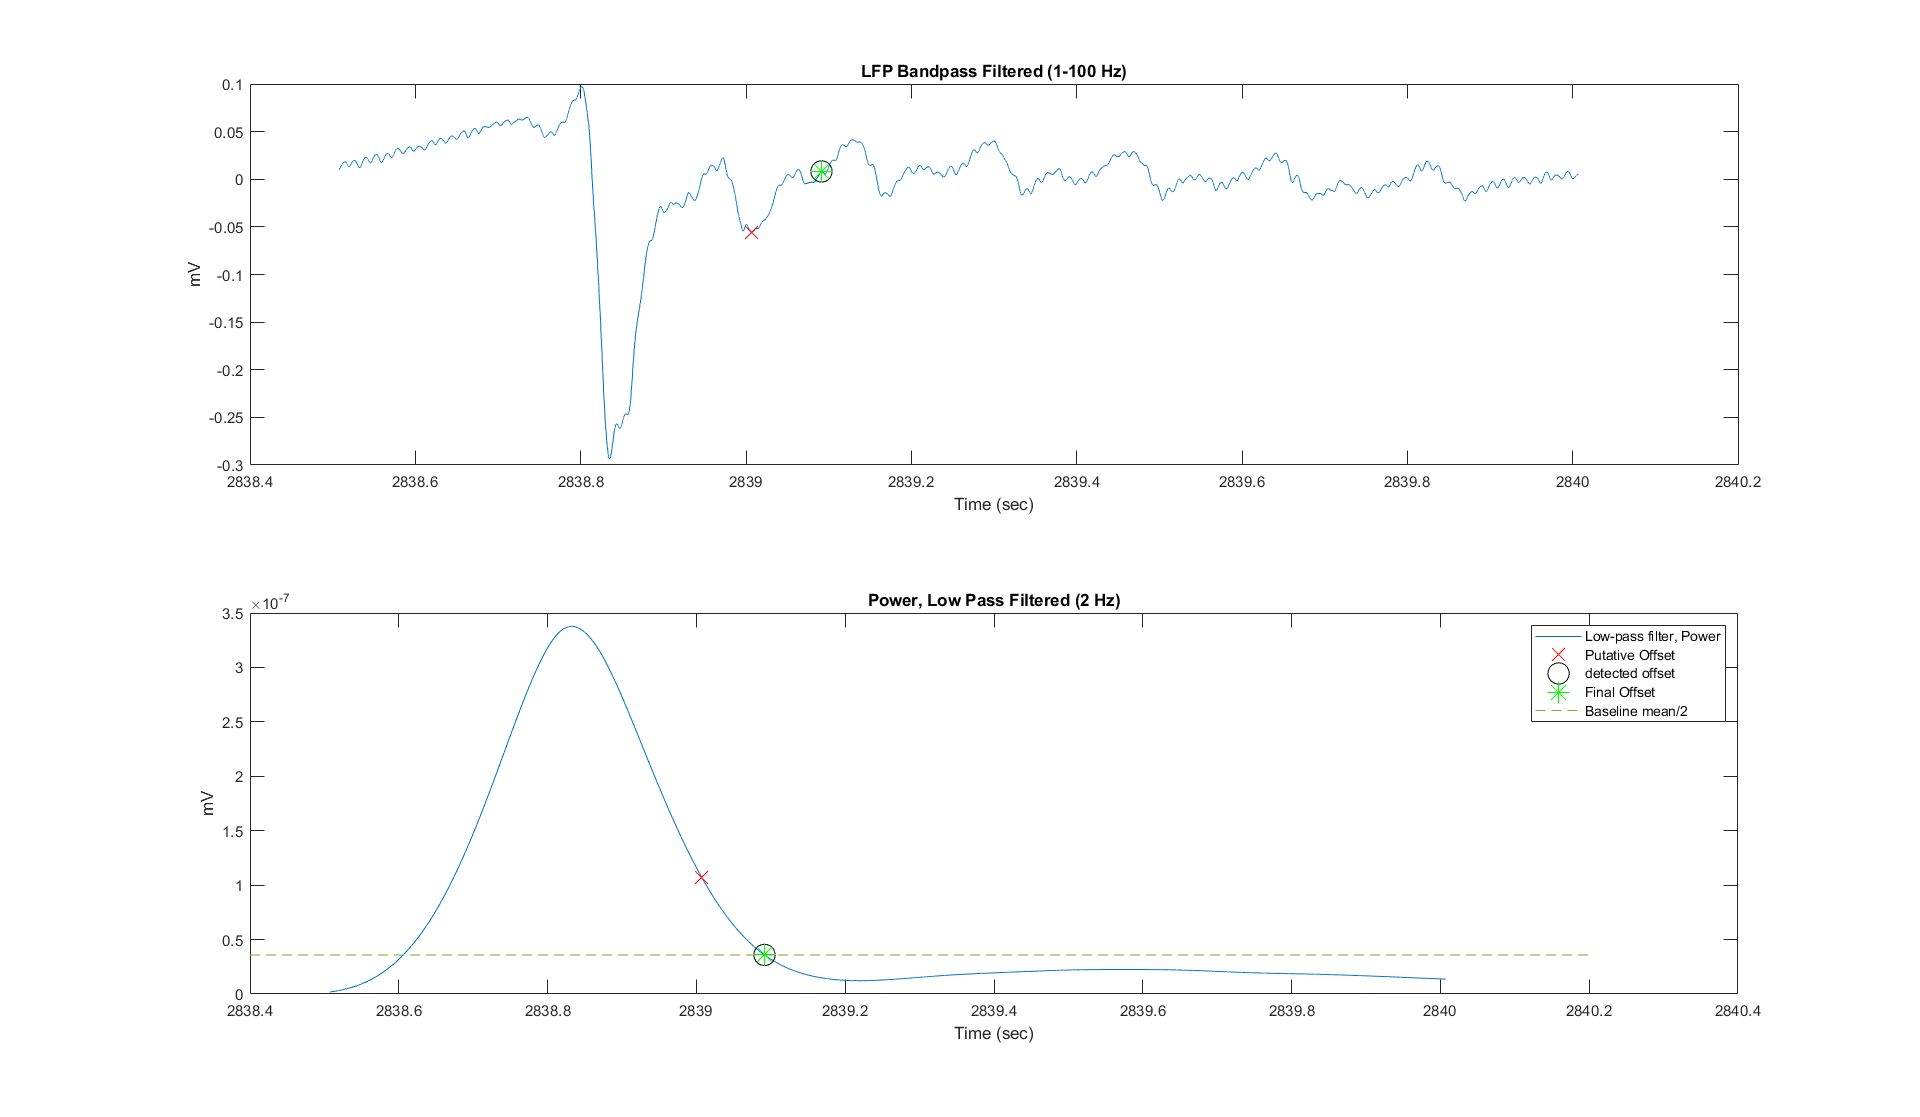 LFP Bandpass Filtered (1-100 Hz)
0.1
0.05
0
-0.05
-0.1
-0.15
-0.2
-0.25
-0.3
mV
2838.4 2838.6 2838.8 2839 2839.2 2839.4 2839.6 2839.8 2840 2840.2
Time (sec)
Power, Low Pass Filtered (2 Hz)
×10-7
3.5
3
2.5
2
1.5
1
0.5
0
mV
Low-pass filter, Power
Putative Offset
detected offset
Final Offset
Baseline mean/2
2838.4 2838.6 2838.8 2839 2839.2 2839.4 2839.6 2839.8 2840 2840.2 2840.4
Time (sec)